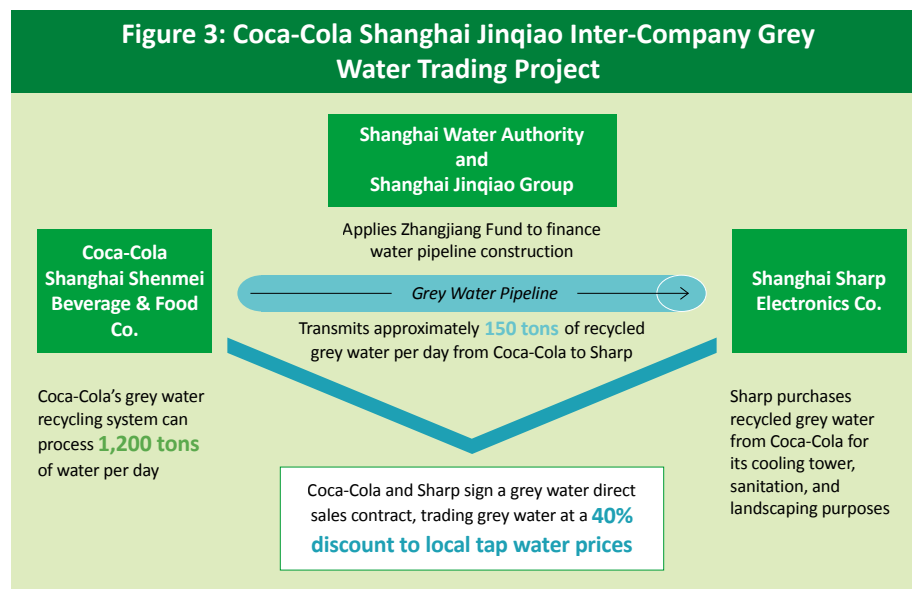 Figure 3: Coca-Cola Shanghai Jinqiao Inter-Company Grey
Water Trading Project
Shanghai Water Authority
and
Shanghai Jinqiao Group
Applies Zhangjiang Fund to finance
water pipeline construction
Coca-Cola
Shanghai Shenmei
Beverage & Food
Co.
Grey Water Pipeline
Shanghai Sharp
Electronics Co.
Transmits approximately 150 tons of recycled
grey water per day from Coca-Cola to Sharp
Coca-Cola's grey water
recycling system can
process 1,200 tons
of water per day
Sharp purchases
recycled grey water
from Coca-Cola for
its cooling tower,
sanitation, and
landscaping purposes
Coca-Cola and Sharp sign a grey water direct
sales contract, trading grey water at a 40%
discount to local tap water prices